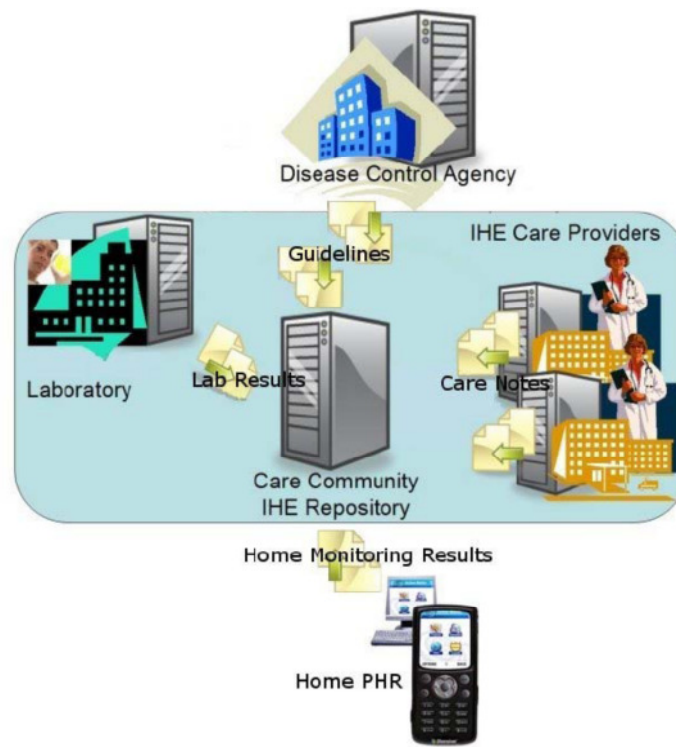 Disease Control Agency
Guidelines
IHE Care Providers
Laboratory
Lab Results
Care Notes
Care Community
IHE Repository
Home Monitoring Results
Home PHR